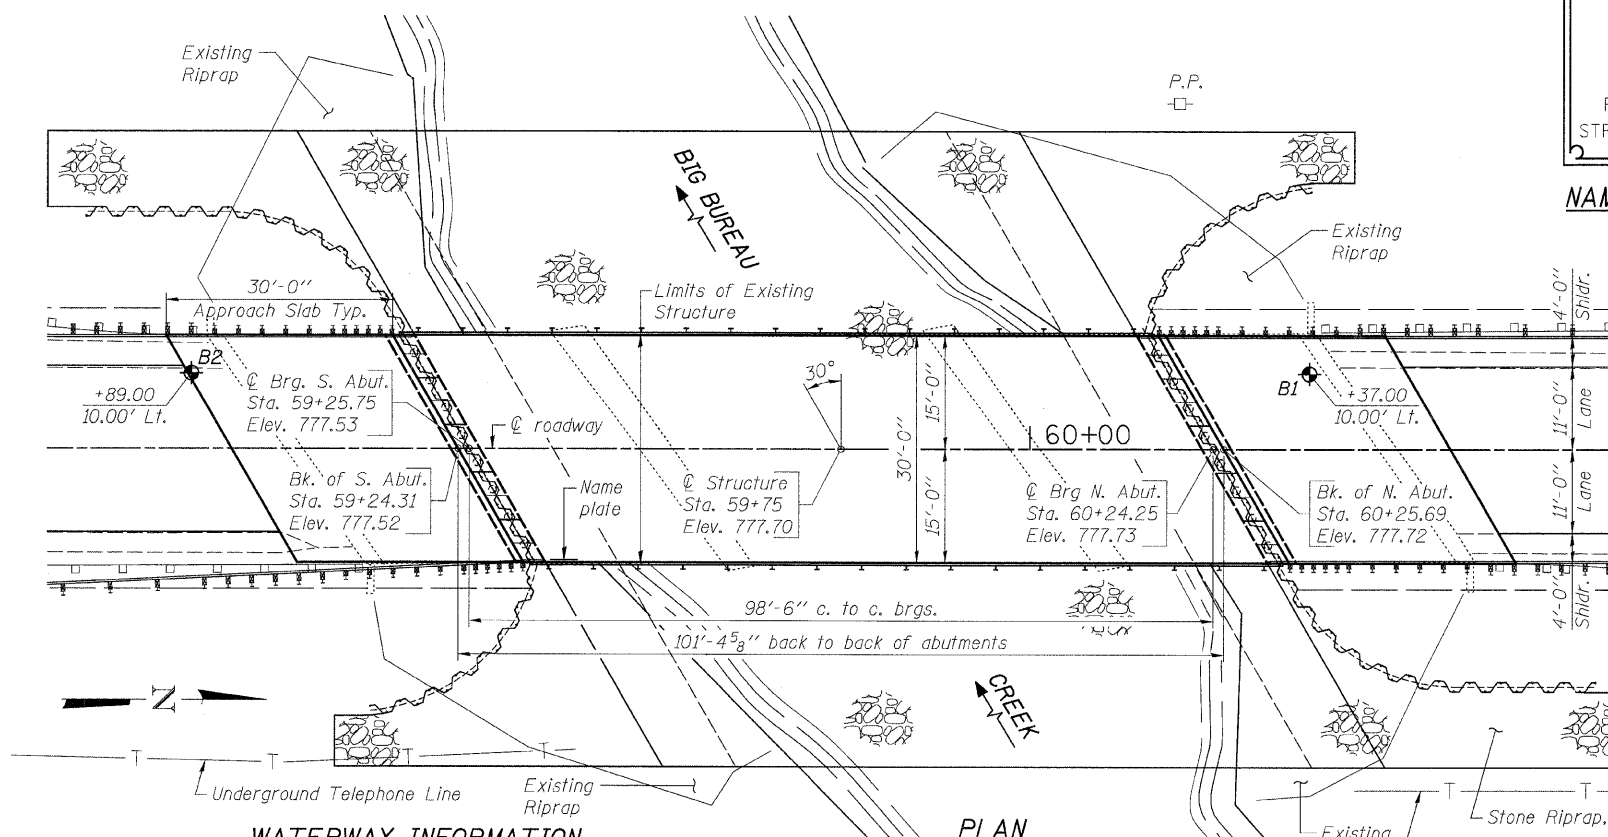 Existing
Riprap
P.P.
STR
NAM
BIG BUREAU
Existing
Riprap
30'-0"
Approach Slab Typ.
Limits of Existing
Structure
4'-0"
Shldr.
B2
+89.00
10.00' Lt.
℄ Brg. S. Abut.
Sta. 59+25.75
Elev. 777.53
℄ roadway
30°
15'-0"
30'-0"
15'-0"
60+00
B1
+37.00
10.00' Lt.
11'-0"
Lane
11'-0"
Lane
Bk. of S. Abut.
Sta. 59+24.31
Elev. 777.52
Name
plate
℄ Structure
Sta. 59+75
Elev. 777.70
℄ Brg N. Abut.
Sta. 60+24.25
Elev. 777.73
Bk. of N. Abut.
Sta. 60+25.69
Elev. 777.72
4'-0"
Shldr.
98'-6" c. to c. brgs.
101'-4 5/8" back to back of abutments
N
CREEK
T T T T
Underground Telephone Line
Existing
Riprap
T T
Stone Riprap,
Existing
WATERWAY INFORMATION
PLAN